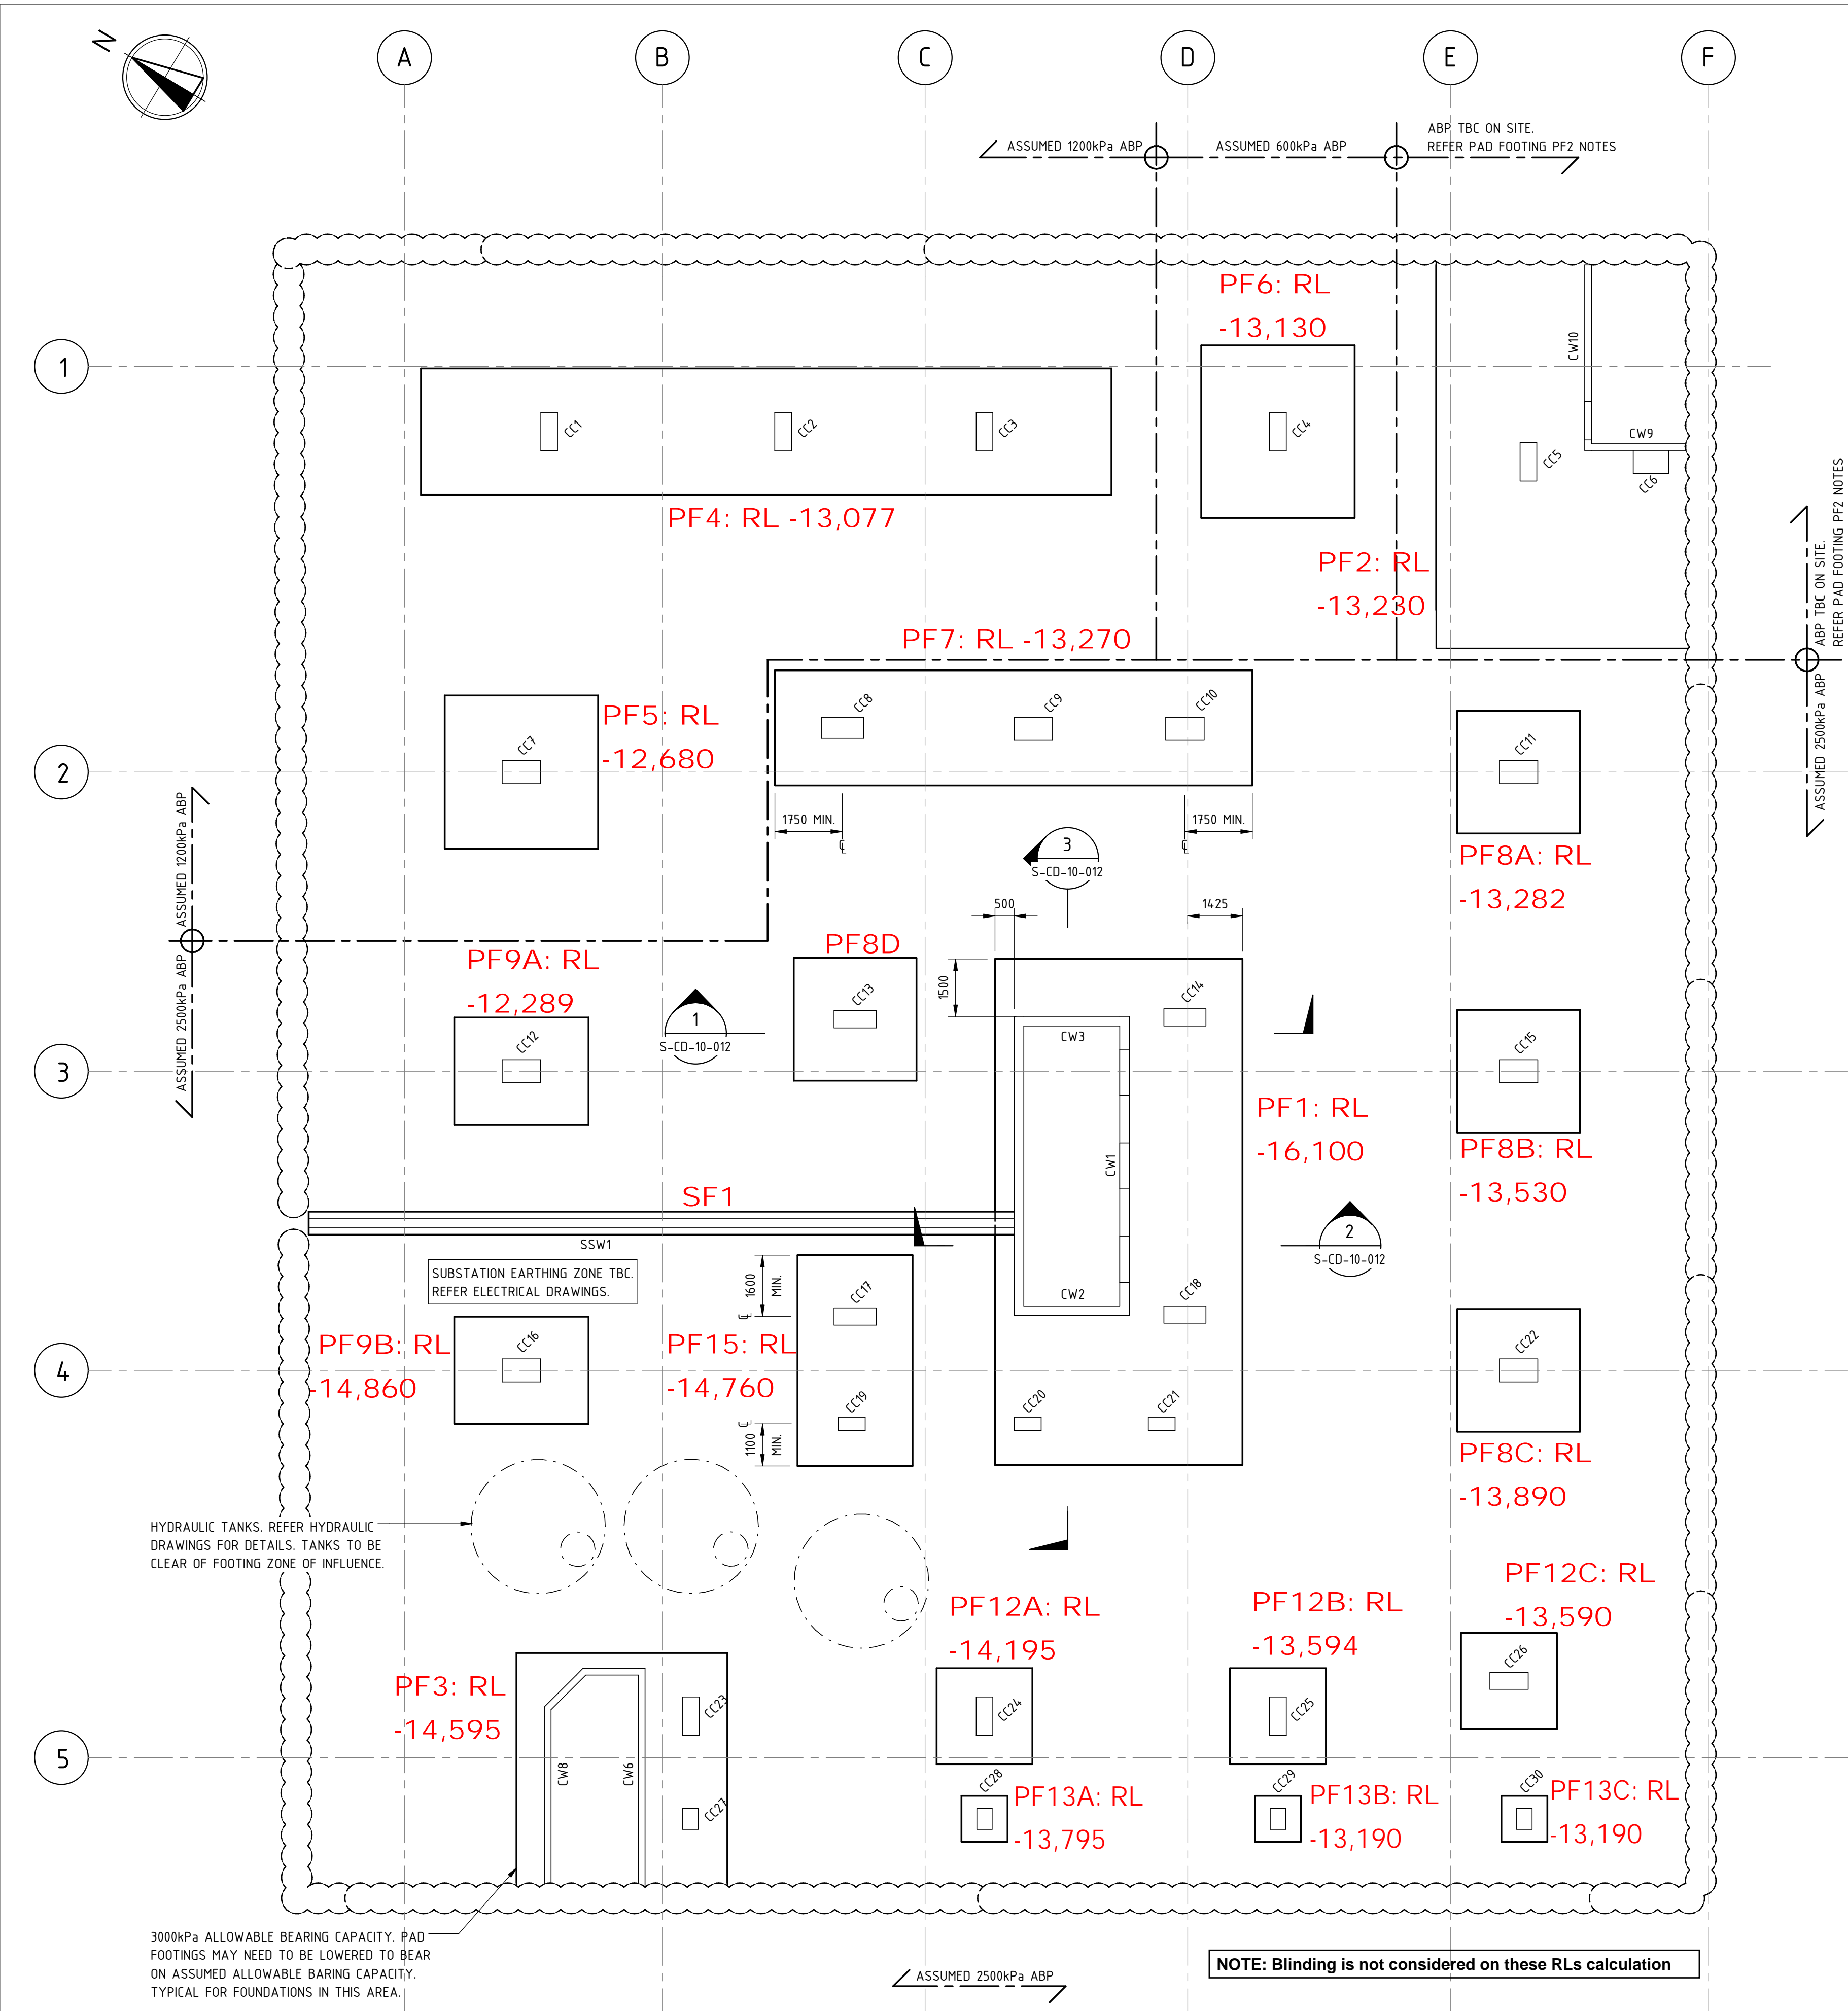 N
A
B
C
D
E
F
ASSUMED 1200kPa ABP
ASSUMED 600kPa ABP
ABP TBC ON SITE.
REFER PAD FOOTING PF2 NOTES
PF6: RL
-13,130
1
CC1
CC2
CC3
CC4
CC5
CC6
CW10
CW9
PF4: RL -13,077
PF2: RL
-13,230
ABP TBC ON SITE.
REFER PAD FOOTING PF2 NOTES
ASSUMED 2500kPa ABP
PF7: RL -13,270
PF5: RL
-12,680
CC7
CC8
CC9
CC10
CC11
2
1750 MIN.
1750 MIN.
℄
℄
3
S-CD-10-012
PF8A: RL
-13,282
ASSUMED 1200kPa ABP
ASSUMED 2500kPa ABP
500
1425
PF9A: RL
-12,289
PF8D
1500
CC12
CC13
CC14
CC15
1
S-CD-10-012
CW3
3
PF1: RL
-16,100
CW1
PF8B: RL
-13,530
SF1
SSW1
2
S-CD-10-012
SUBSTATION EARTHING ZONE TBC.
REFER ELECTRICAL DRAWINGS.
1600
MIN.
℄
CC17
CW2
CC18
PF9B: RL
-14,860
CC16
PF15: RL
-14,760
CC22
4
CC19
CC20
CC21
℄
1100
MIN.
PF8C: RL
-13,890
HYDRAULIC TANKS. REFER HYDRAULIC
DRAWINGS FOR DETAILS. TANKS TO BE
CLEAR OF FOOTING ZONE OF INFLUENCE.
PF12A: RL
-14,195
PF12B: RL
-13,594
PF12C: RL
-13,590
CC26
PF3: RL
-14,595
CC23
CC24
CC25
5
CW8
CW6
CC27
CC28
PF13A: RL
-13,795
CC29
PF13B: RL
-13,190
CC30
PF13C: RL
-13,190
3000kPa ALLOWABLE BEARING CAPACITY. PAD
FOOTINGS MAY NEED TO BE LOWERED TO BEAR
ON ASSUMED ALLOWABLE BARING CAPACITY.
TYPICAL FOR FOUNDATIONS IN THIS AREA.
ASSUMED 2500kPa ABP
NOTE: Blinding is not considered on these RLs calculation